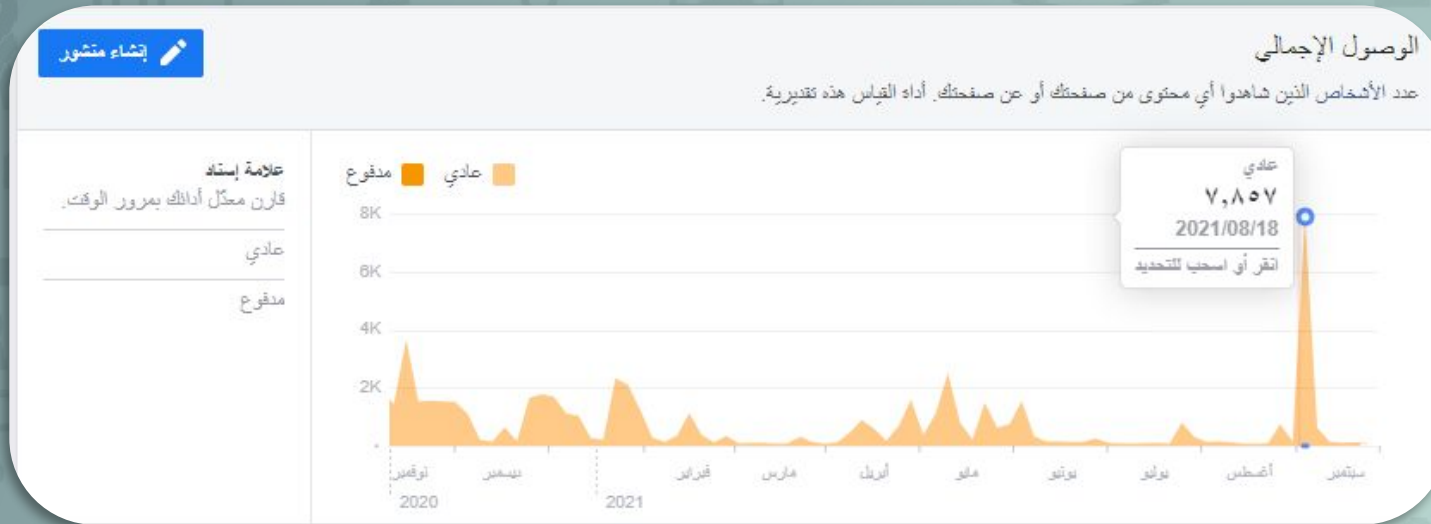 الوصول الإجمالي
إنشاء منشور
عدد الأشخاص الذين شاهدوا أي محتوى من صفحتك أو عن صفحتك. أداة القياس هذه تقديرية.
علامة إسناد
قارن معدّل أدائك بمرور الوقت.
عادي
مدفوع
عادي
مدفوع
عادي
٧,٨٥٧
2021/08/18
انقر أو اسحب للتحديد
8K
6K
4K
2K
-
نوفمبر
ديسمبر
فبراير
مارس
أبريل
مايو
يونيو
يوليو
أغسطس
سبتمبر
2020
2021